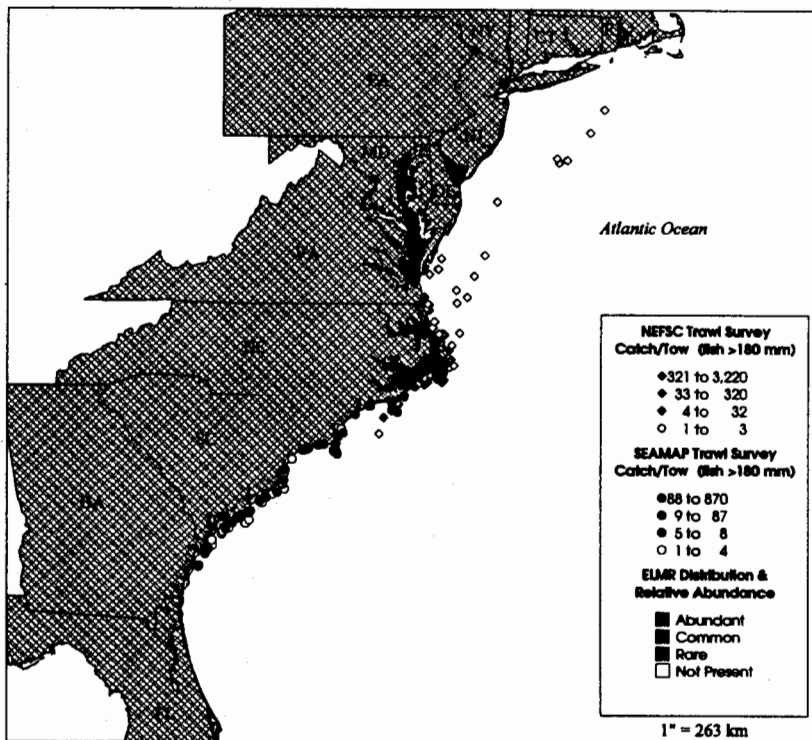 PA
NJ
MD
VA
NC
SC
GA
FL
Atlantic Ocean
NEFSC Trawl Survey
Catch/Tow (fish >180 mm)
321 to 3,220
33 to 320
4 to 32
1 to 3
SEAMAP Trawl Survey
Catch/Tow (fish >180 mm)
88 to 870
9 to 87
5 to 8
1 to 4
ELMR Distribution &
Relative Abundance
Abundant
Common
Rare
Not Present
1" = 263 km